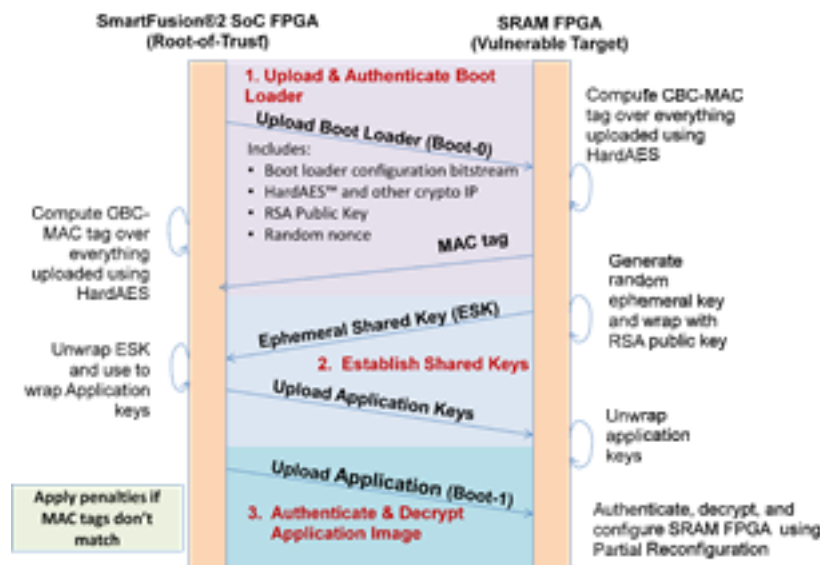 SmartFusion®2 SoC FPGA
(Root-of-Trust)
SRAM FPGA
(Vulnerable Target)
1. Upload & Authenticate Boot
Loader
Upload Boot Loader (Boot-0)
Includes:
• Boot loader configuration bitstream
• HardAES™ and other crypto IP
• RSA Public Key
• Random nonce
Compute CBC-MAC
tag over everything
uploaded using
HardAES
Compute CBC-
MAC tag over
everything
uploaded using
HardAES
MAC tag
Generate
random
ephemeral key
and wrap with
RSA public key
Ephemeral Shared Key (ESK)
Unwrap ESK
and use to
wrap Application
keys
2. Establish Shared Keys
Upload Application Keys
Unwrap
application
keys
Upload Application (Boot-1)
Apply penalties if
MAC tags don't
match
3. Authenticate & Decrypt
Application Image
Authenticate, decrypt, and
configure SRAM FPGA using
Partial Reconfiguration